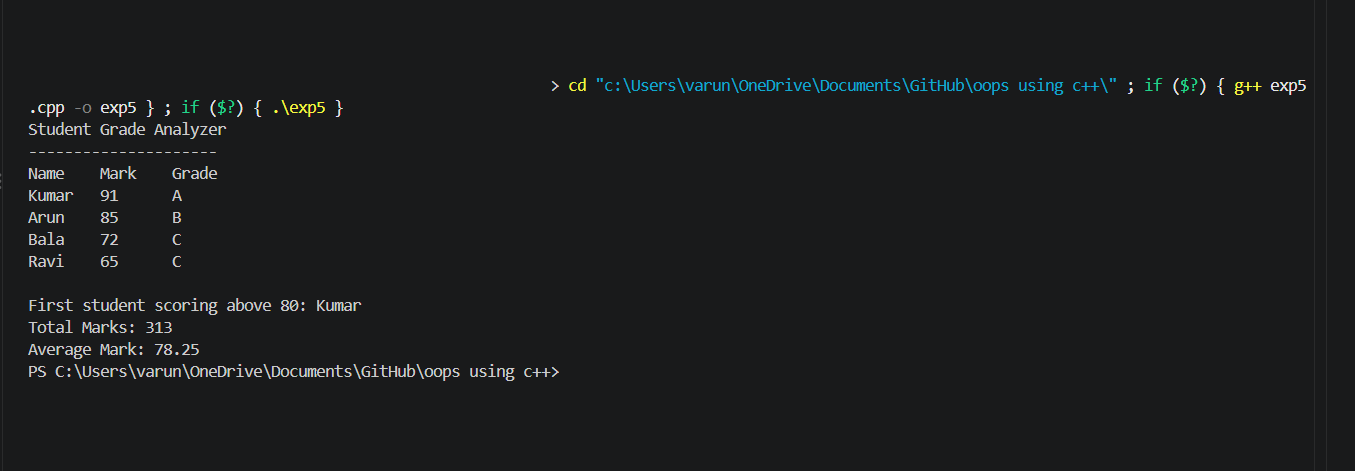 > cd "c:\Users\varun\OneDrive\Documents\GitHub\oops using c++\" ; if ($?) { g++ exp5
.cpp -o exp5 } ; if ($?) { .\exp5 }
Student Grade Analyzer
---------------------
Name    Mark    Grade
Kumar   91      A
Arun    85      B
Bala    72      C
Ravi    65      C

First student scoring above 80: Kumar
Total Marks: 313
Average Mark: 78.25
PS C:\Users\varun\OneDrive\Documents\GitHub\oops using c++>